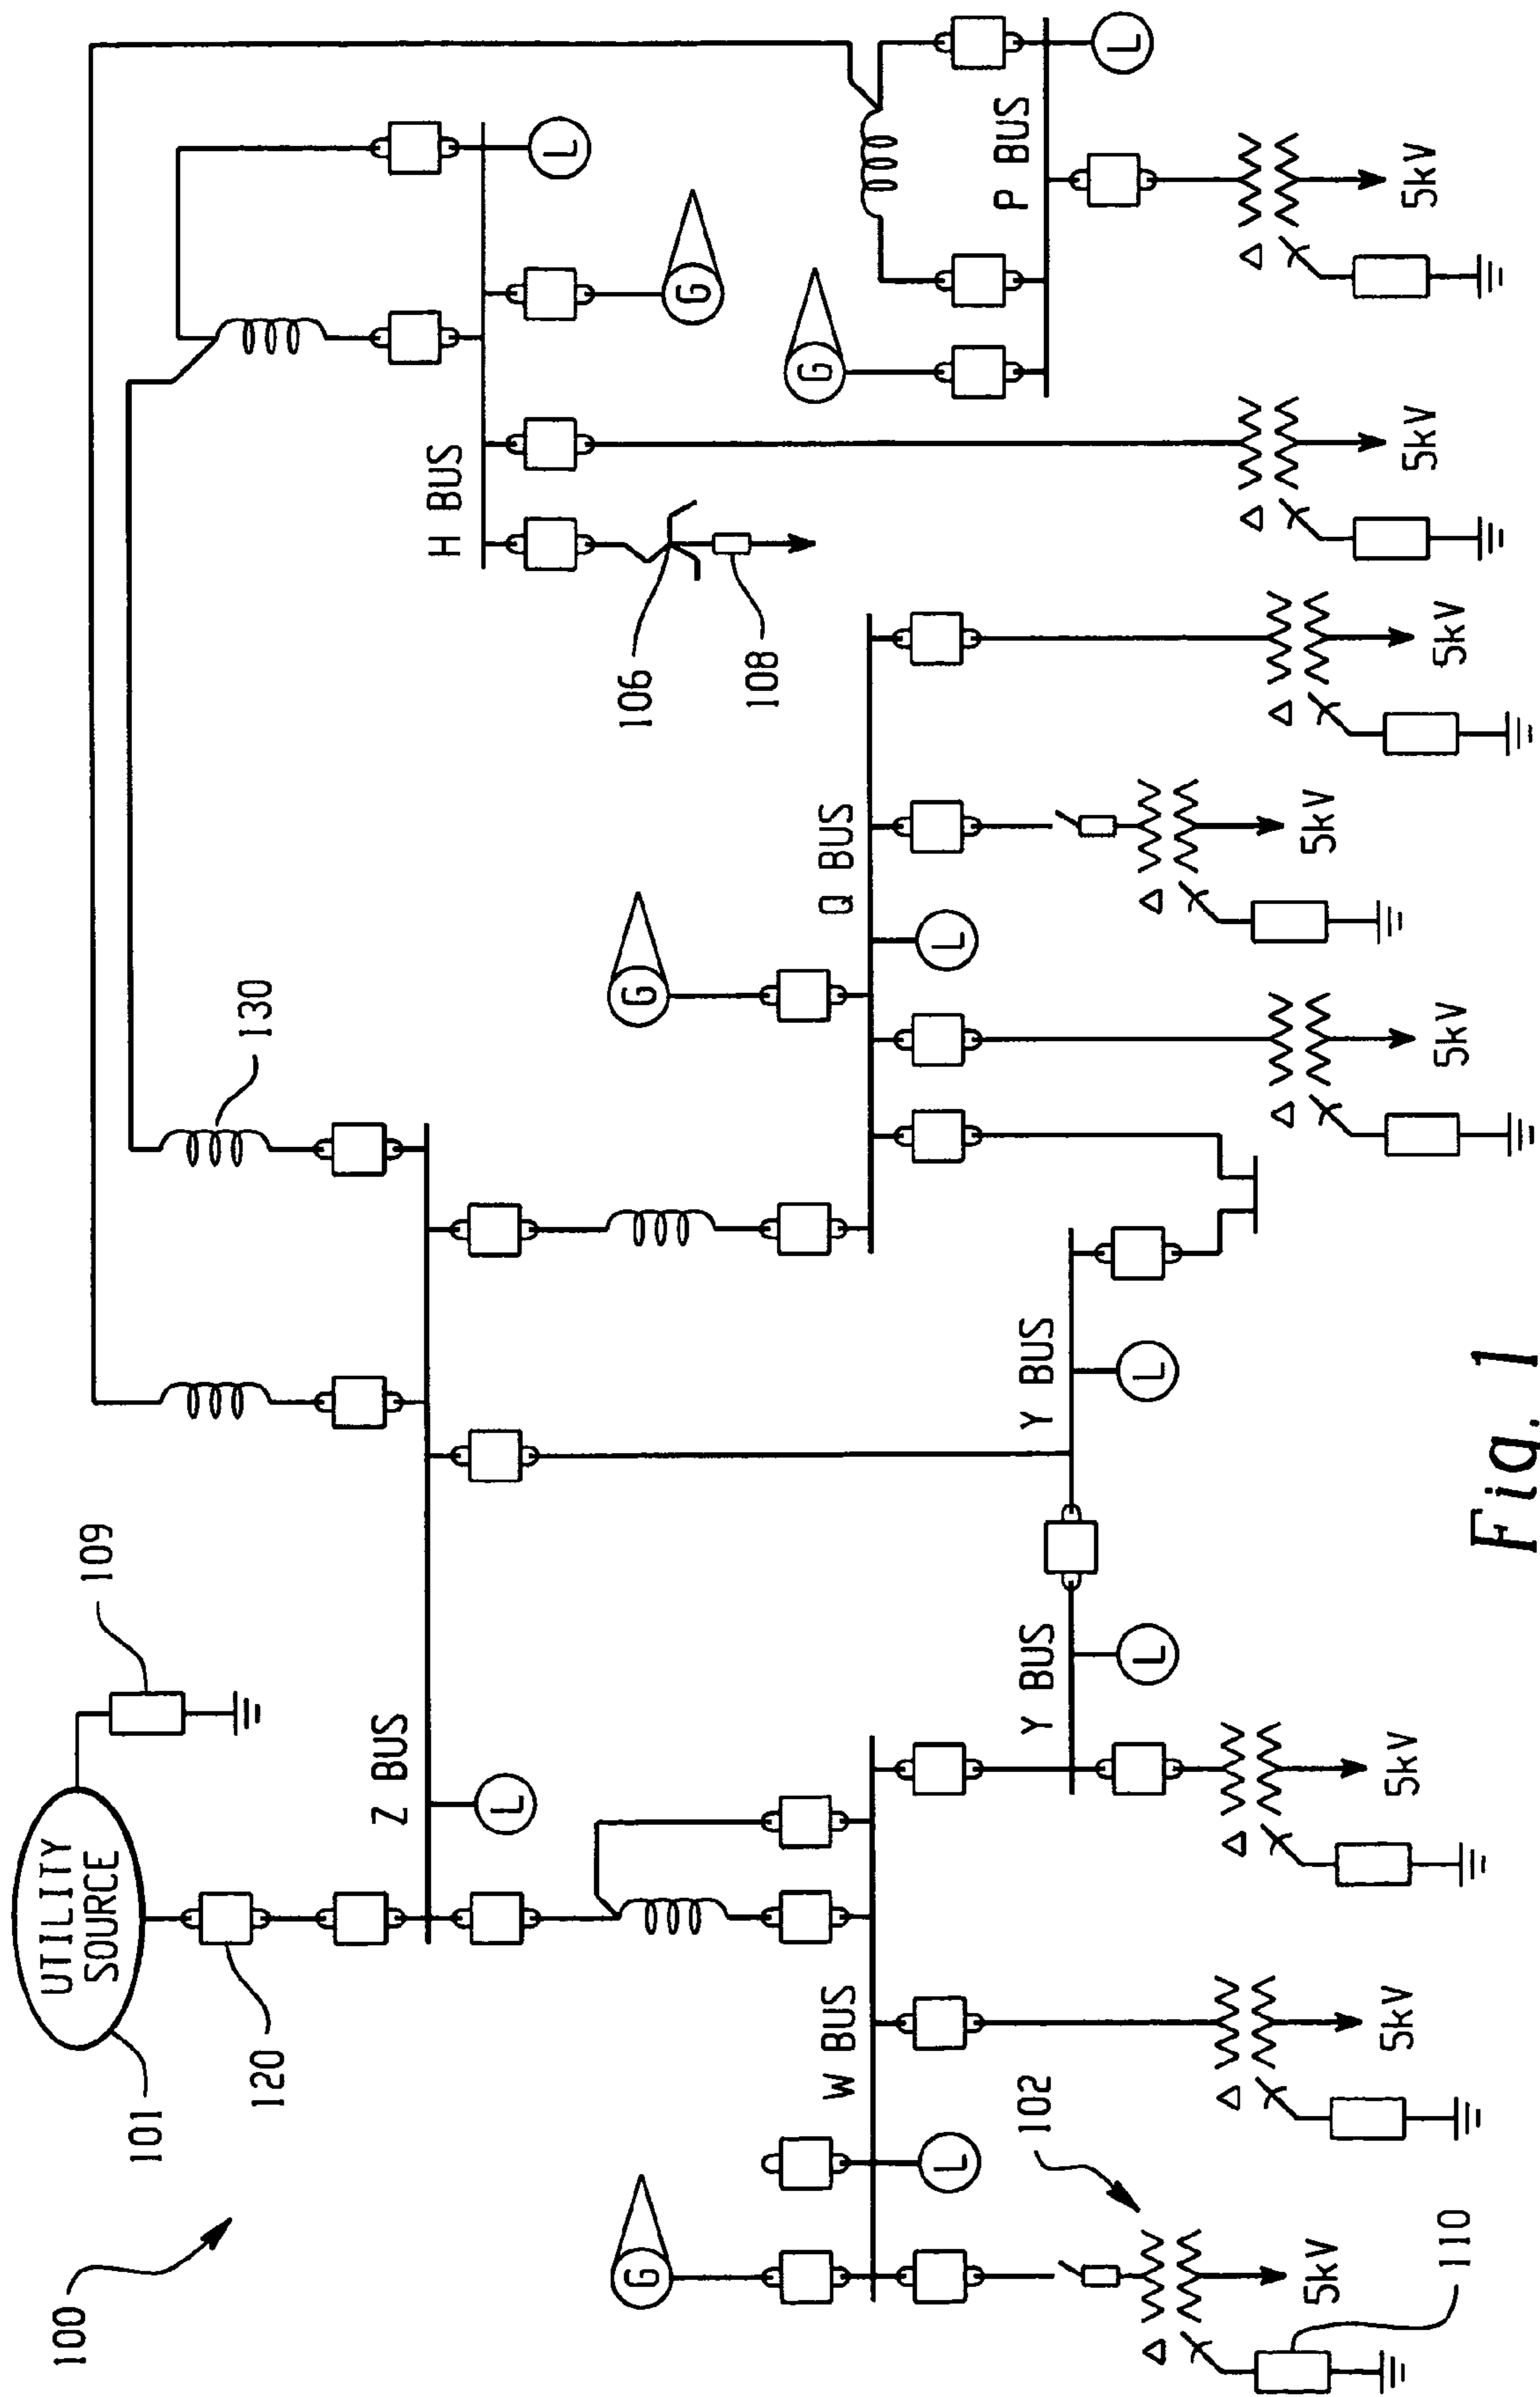 100
101
UTILITY
SOURCE
109
120
130
Z BUS
L
H BUS
L
G
106
108
P BUS
L
G
5kV
5kV
Q BUS
G
L
5kV
5kV
5kV
Y BUS
L
Y BUS
L
5kV
W BUS
G
L
5kV
102
5kV
110
Fig. 1